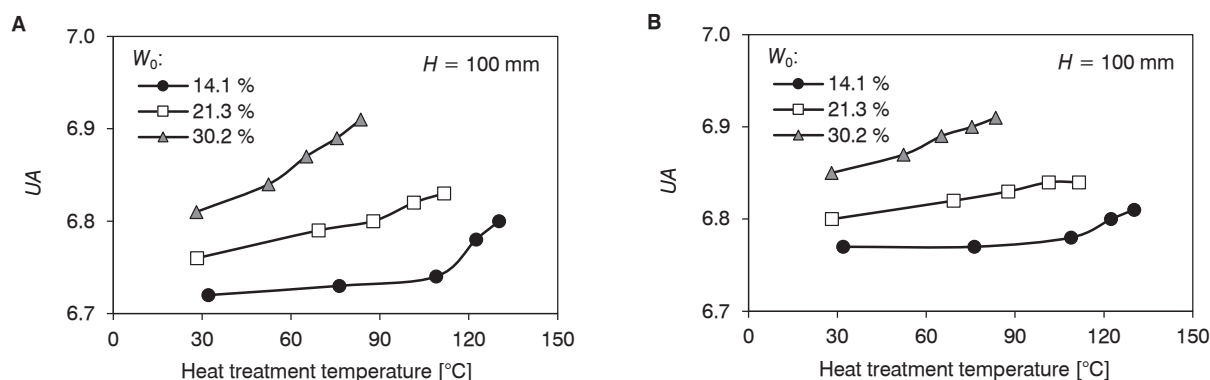 A
7.0
6.9
6.8
6.7
UA
W₀:
14.1 %
21.3 %
30.2 %
H = 100 mm
0
30
60
90
120
150
Heat treatment temperature [°C]
B
7.0
6.9
6.8
6.7
UA
W₀:
14.1 %
21.3 %
30.2 %
H = 100 mm
0
30
60
90
120
150
Heat treatment temperature [°C]